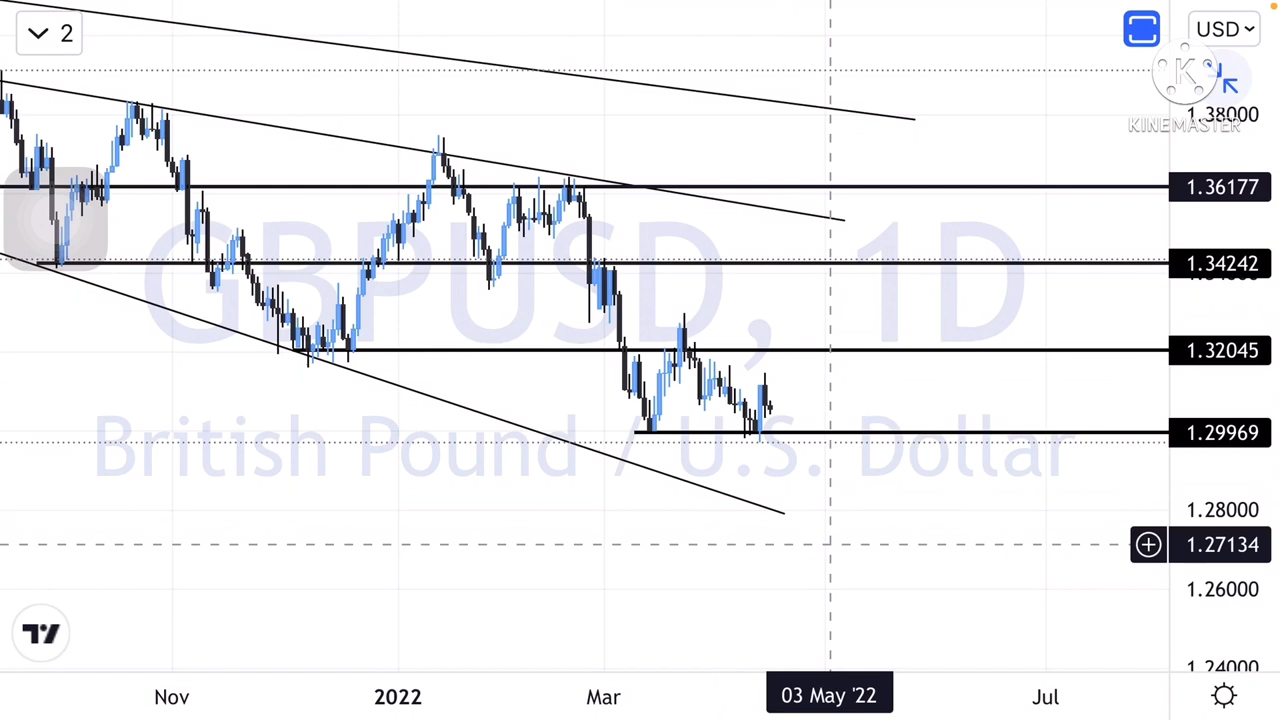 2
USD
K
KINEMASTER
1.38000
1.36177
1.34242
1.32045
1.29969
1.28000
1.27134
1.26000
1.24000
GBPUSD, 1D
British Pound / U.S. Dollar
Nov
2022
Mar
03 May '22
Jul